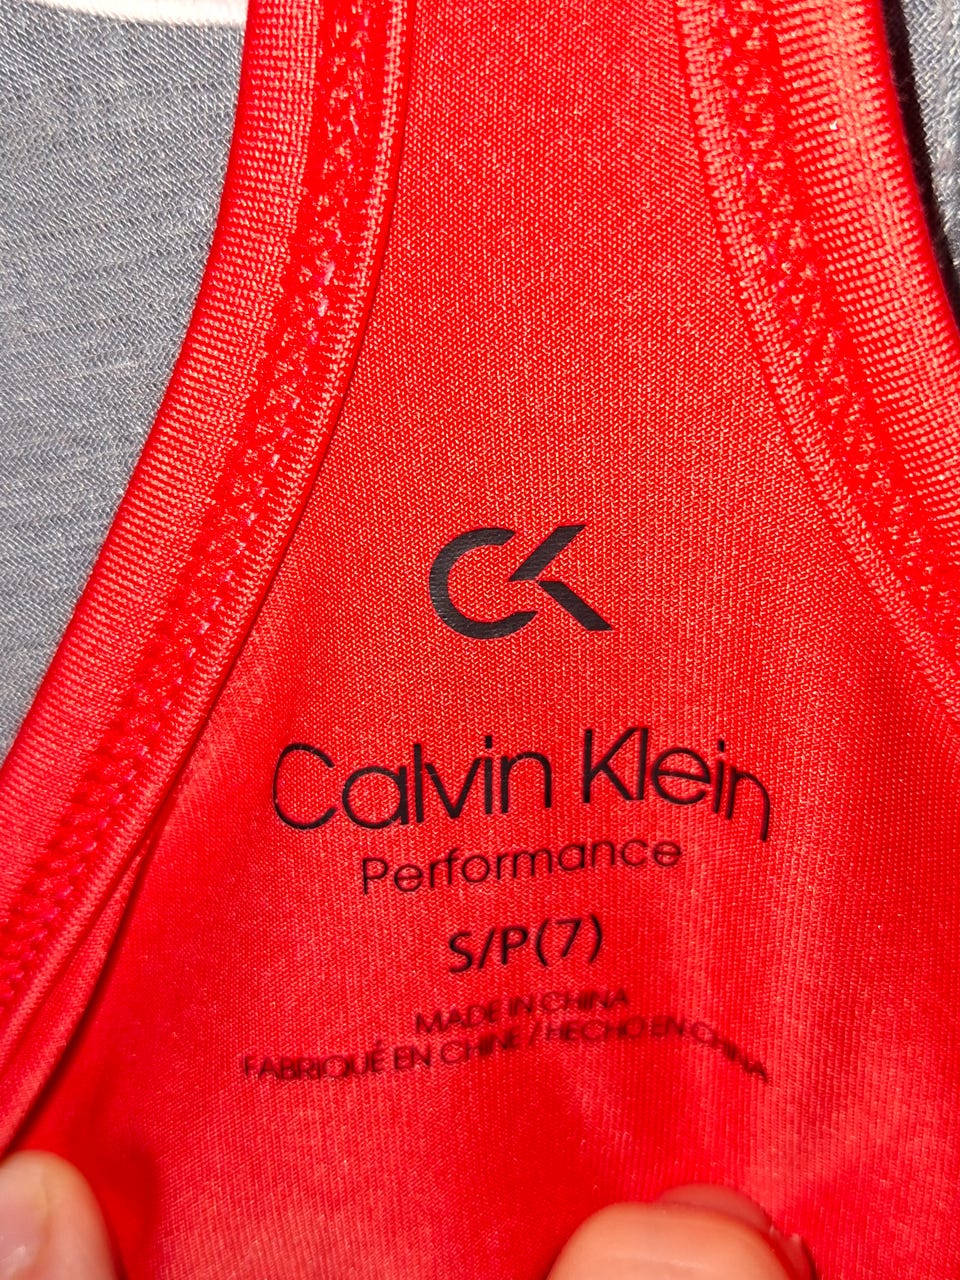 CK
Calvin Klein
Performance
S/P(7)
MADE IN CHINA
FABRIQUÉ EN CHINE / HECHO EN CHINA